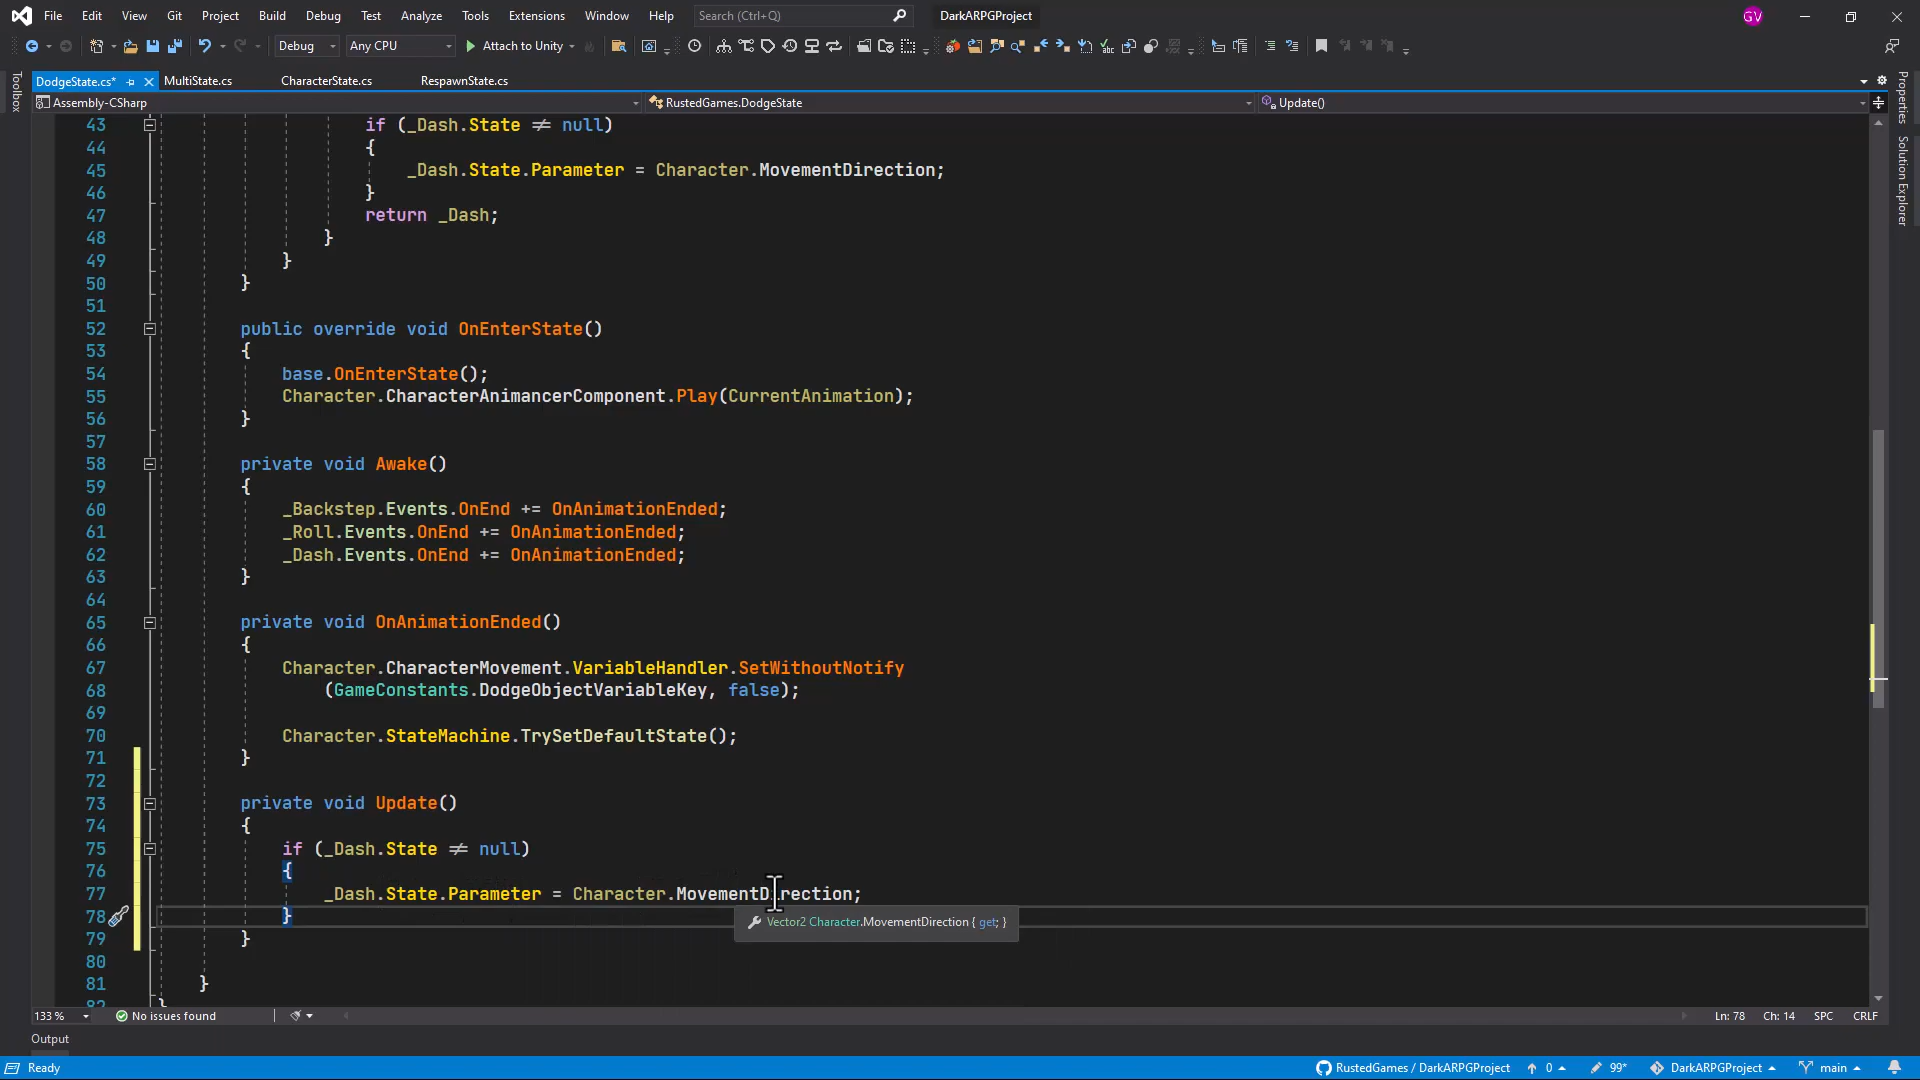 File Edit View Git Project Build Debug Test Analyze Tools Extensions Window Help Search (Ctrl+Q) DarkARPGProject GV
Debug Any CPU Attach to Unity
DodgeState.cs* MultiState.cs CharacterState.cs RespawnState.cs
Assembly-CSharp RustedGames.DodgeState Update()
Toolbox
Properties
Solution Explorer
43 if (_Dash.State ≠ null)
44 {
45 _Dash.State.Parameter = Character.MovementDirection;
46 }
47 return _Dash;
48 }
49 }
50 }
51
52 public override void OnEnterState()
53 {
54 base.OnEnterState();
55 Character.CharacterAnimancerComponent.Play(CurrentAnimation);
56 }
57
58 private void Awake()
59 {
60 _Backstep.Events.OnEnd += OnAnimationEnded;
61 _Roll.Events.OnEnd += OnAnimationEnded;
62 _Dash.Events.OnEnd += OnAnimationEnded;
63 }
64
65 private void OnAnimationEnded()
66 {
67 Character.CharacterMovement.VariableHandler.SetWithoutNotify
68 (GameConstants.DodgeObjectVariableKey, false);
69
70 Character.StateMachine.TrySetDefaultState();
71 }
72
73 private void Update()
74 {
75 if (_Dash.State ≠ null)
76 {
77 _Dash.State.Parameter = Character.MovementDirection;
78 }
Vector2 Character.MovementDirection { get; }
79 }
80
81 }
82 }
133 % No issues found Ln: 78 Ch: 14 SPC CRLF
Output
Ready RustedGames / DarkARPGProject 0 99* DarkARPGProject main